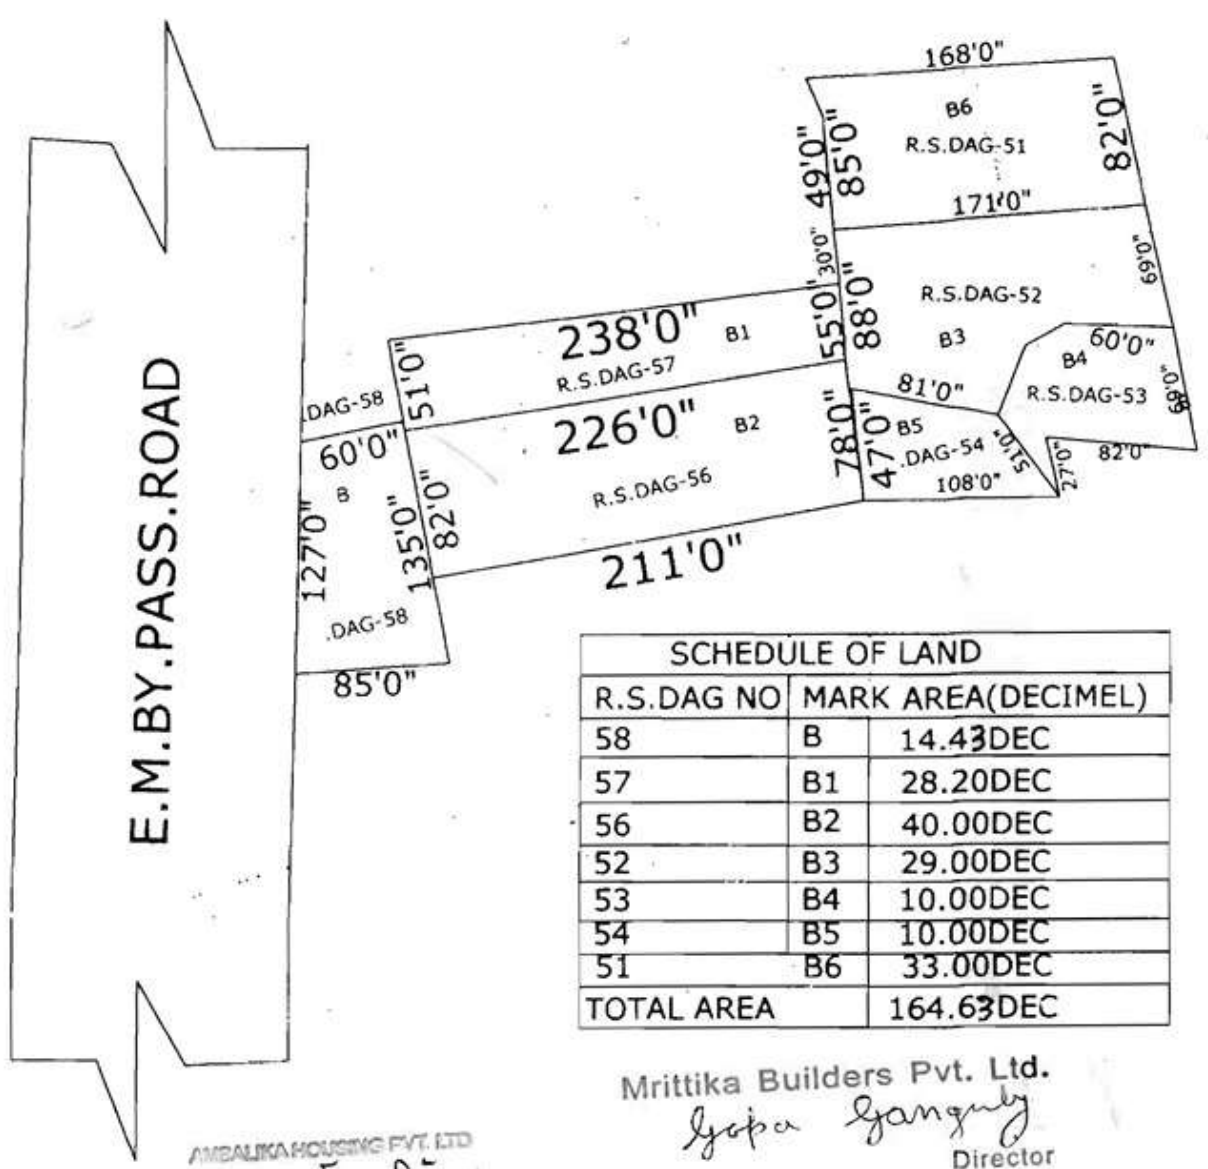 168'0"
B6
R.S.DAG-51
82'0"
49'0"
85'0"
171'0"
30'0"
69'0"
R.S.DAG-52
88'0"
55'0"
238'0"
B1
R.S.DAG-57
51'0"
B3
60'0"
B4
R.S.DAG-53
69'0"
81'0"
.DAG-58
60'0"
226'0"
B2
R.S.DAG-56
78'0"
47'0"
B5
.DAG-54
51'0"
108'0"
27'0"
82'0"
B
127'0"
135'0"
82'0"
211'0"
.DAG-58
85'0"
E.M.BY.PASS.ROAD
SCHEDULE OF LAND
R.S.DAG NO MARK AREA(DECIMEL)
58 B 14.43DEC
57 B1 28.20DEC
56 B2 40.00DEC
52 B3 29.00DEC
53 B4 10.00DEC
54 B5 10.00DEC
51 B6 33.00DEC
TOTAL AREA 164.63DEC
Mrittika Builders Pvt. Ltd.
Gopa Ganguly
Director
AMBALIKA HOUSING PVT. LTD